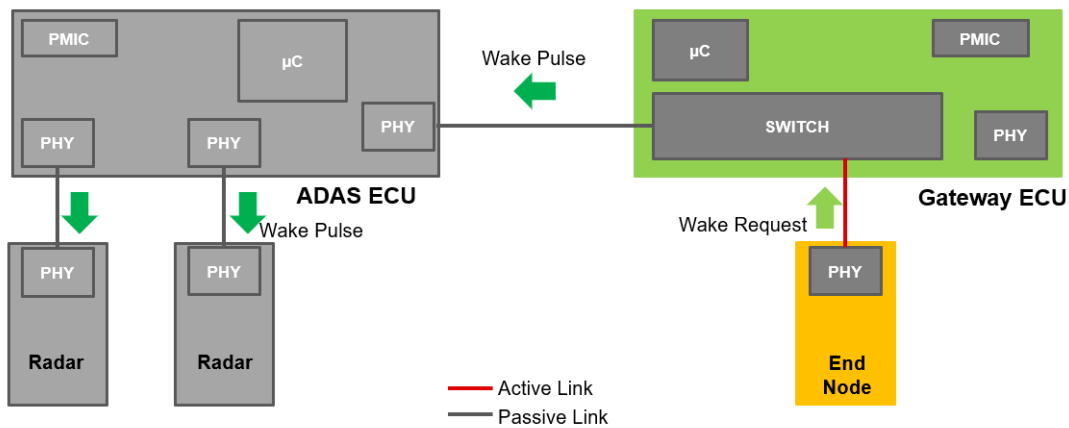 PMIC
µC
PHY
PHY
PHY
ADAS ECU
Wake Pulse
µC
PMIC
SWITCH
PHY
Gateway ECU
Wake Pulse
Wake Request
PHY
Radar
PHY
Radar
PHY
End
Node
Active Link
Passive Link